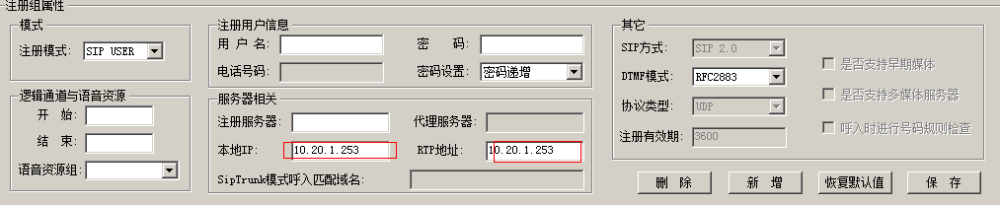 注册组属性
模式
注册模式: SIP USER
逻辑通道与语音资源
开 始:
结 束:
语音资源组:
注册用户信息
用 户 名: 密 码:
电话号码: 密码设置: 密码递增
服务器相关
注册服务器: 代理服务器:
本地IP: 10.20.1.253 RTP地址: 10.20.1.253
SipTrunk模式呼入匹配域名:
其它
SIP方式: SIP 2.0
DTMF模式: RFC2883
协议类型: UDP
注册有效期: 3600
是否支持早期媒体
是否支持多媒体服务器
呼入时进行号码规则检查
删 除 新 增 恢复默认值 保 存